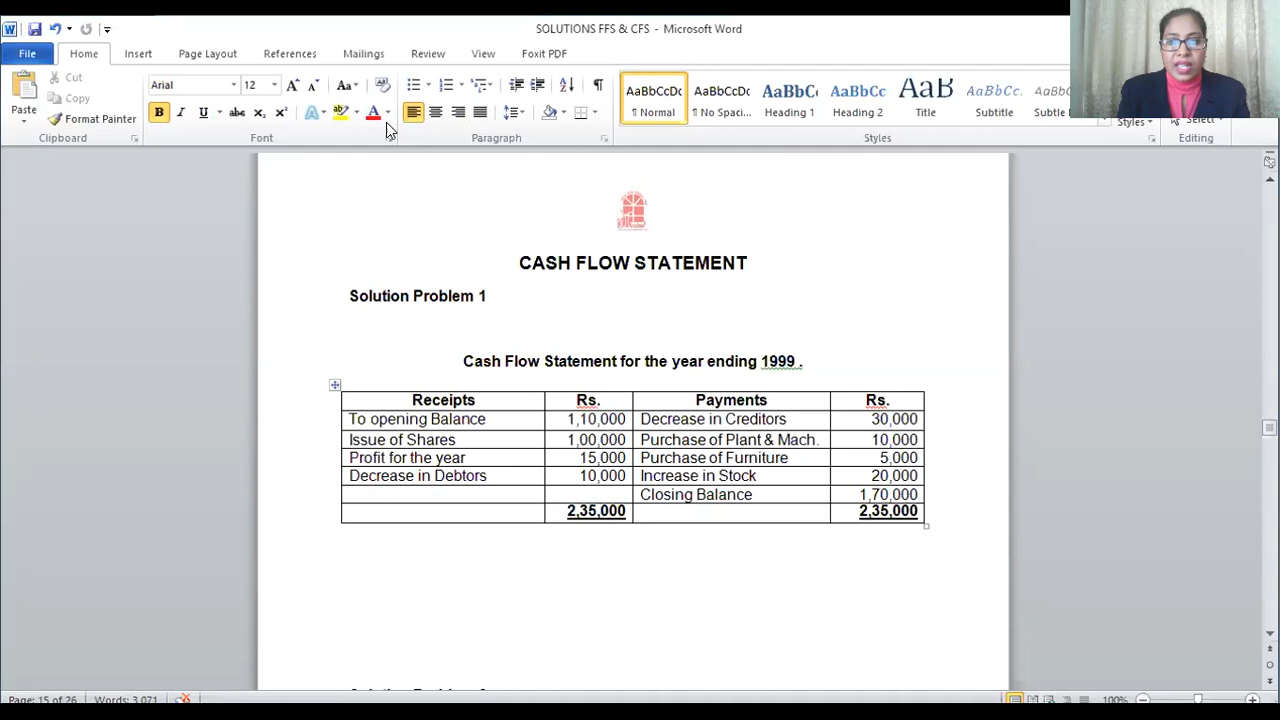 SOLUTIONS FFS & CFS - Microsoft Word
File Home Insert Page Layout References Mailings Review View Foxit PDF
Paste
Cut
Copy
Format Painter
Clipboard
Arial 12
Font
Paragraph
AaBbCcDc AaBbCcDc AaBbCc AaBbCc AaB AaBbCc.
¶ Normal ¶ No Spaci... Heading 1 Heading 2 Title Subtitle Subtle
Styles
Styles
Select
Editing
CASH FLOW STATEMENT
Solution Problem 1
Cash Flow Statement for the year ending 1999 .
Receipts Rs. Payments Rs.
To opening Balance 1,10,000 Decrease in Creditors 30,000
Issue of Shares 1,00,000 Purchase of Plant & Mach. 10,000
Profit for the year 15,000 Purchase of Furniture 5,000
Decrease in Debtors 10,000 Increase in Stock 20,000
Closing Balance 1,70,000
2,35,000 2,35,000
Page: 15 of 26 Words: 3,071 100%